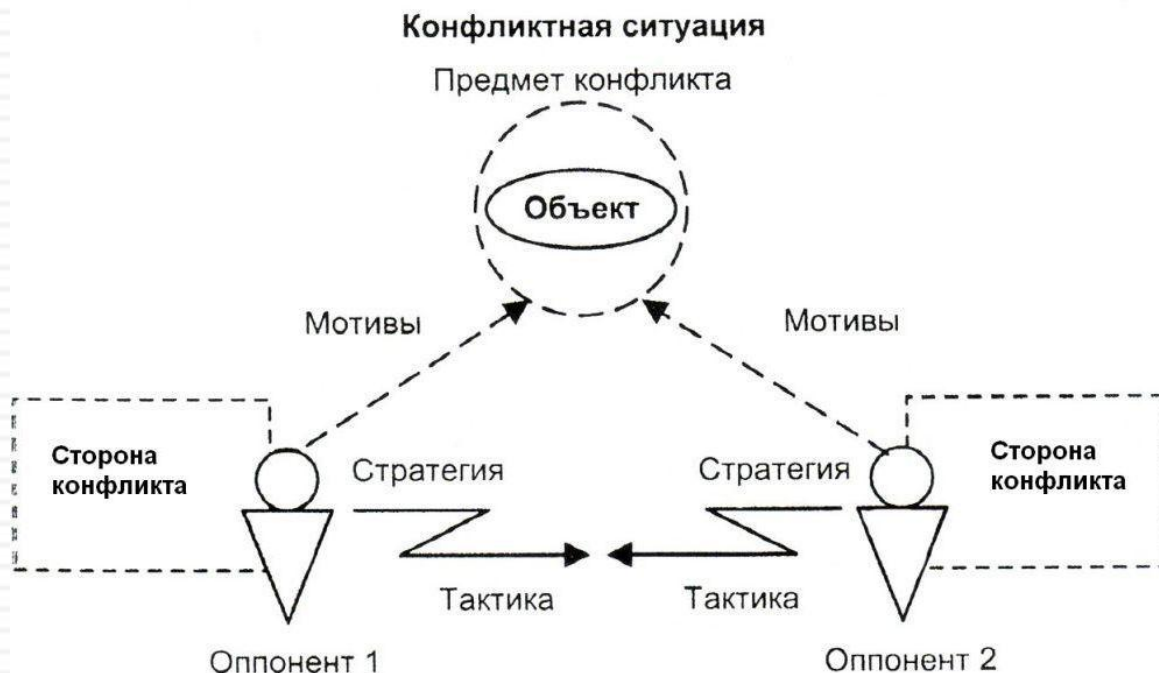 Конфликтная ситуация
Предмет конфликта
Объект
Мотивы
Мотивы
Сторона
конфликта
Стратегия
Стратегия
Сторона
конфликта
Тактика
Тактика
Оппонент 1
Оппонент 2